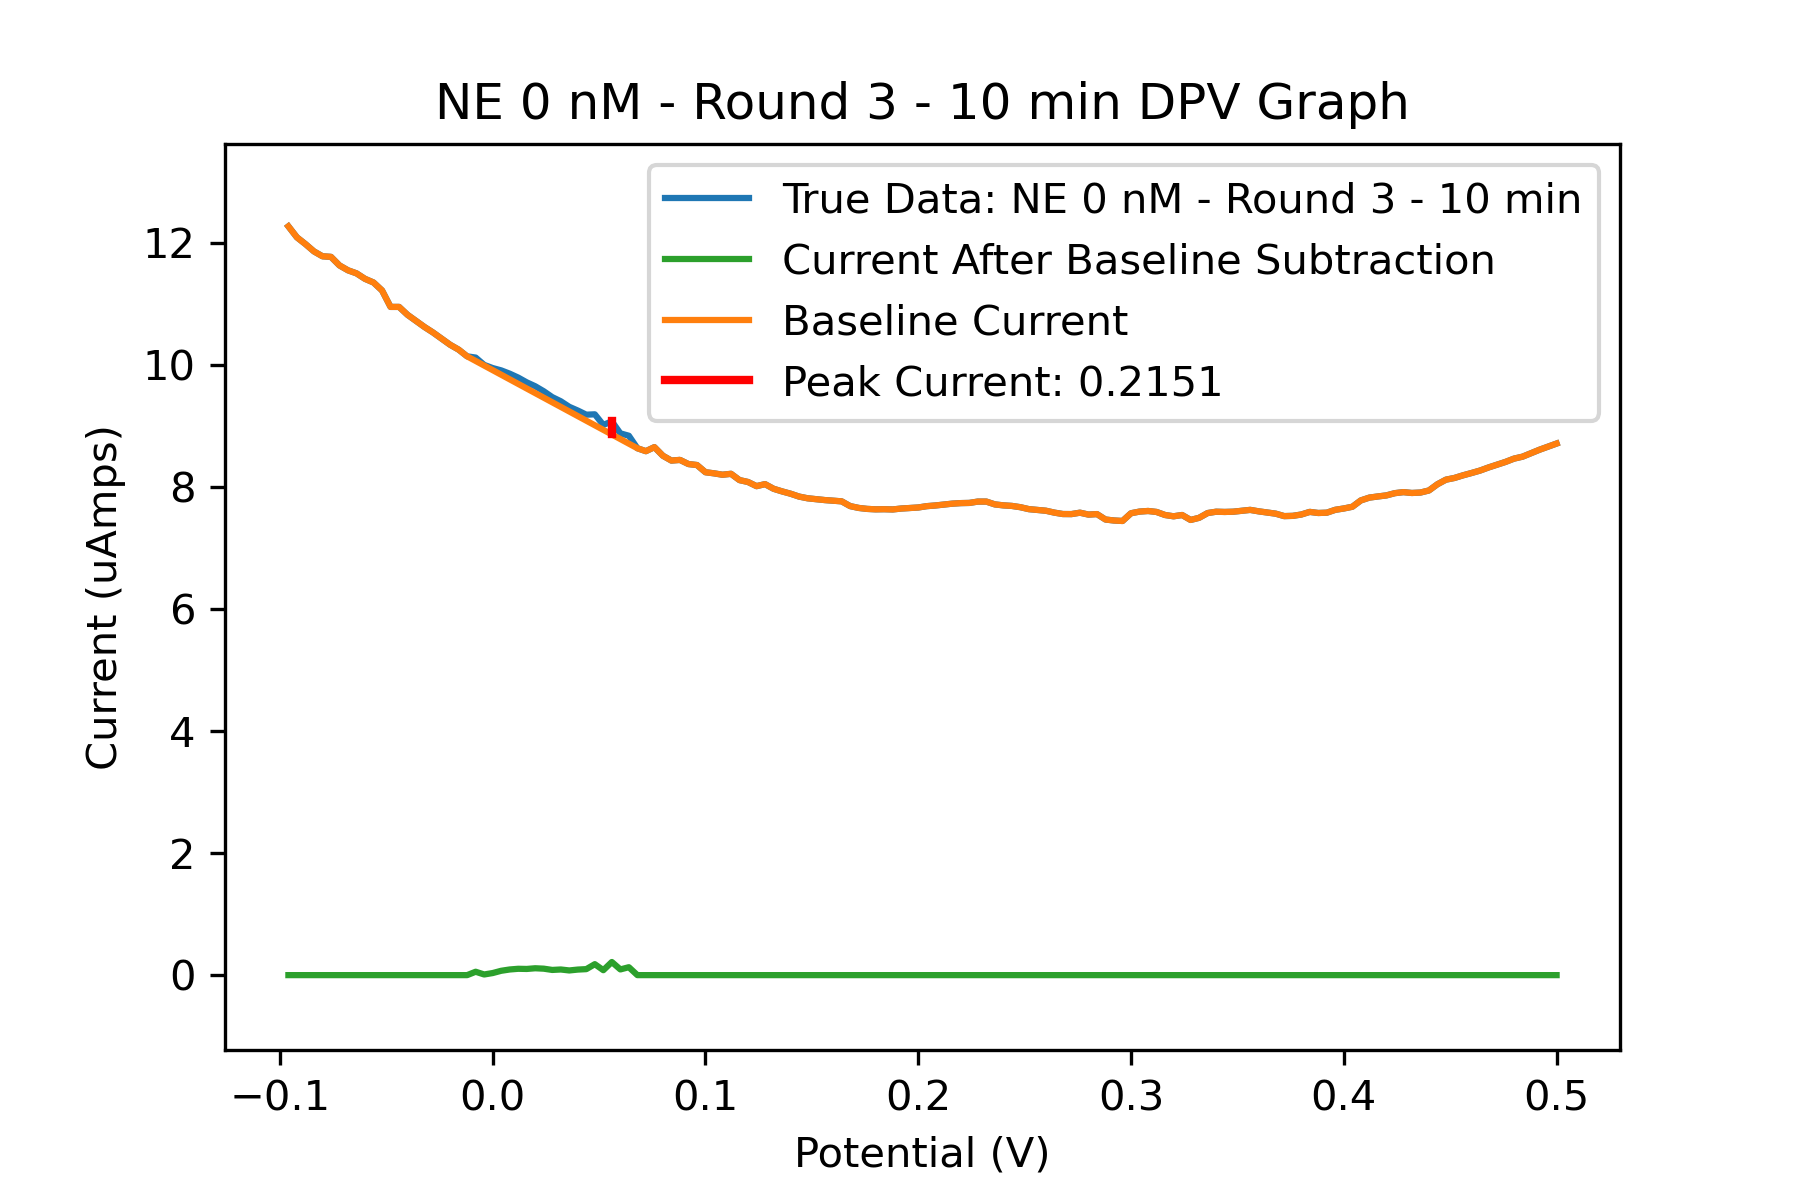 NE 0 nM - Round 3 - 10 min DPV Graph
True Data: NE 0 nM - Round 3 - 10 min
Current After Baseline Subtraction
Baseline Current
Peak Current: 0.2151
Current (uAmps)
12
10
8
6
4
2
0
−0.1 0.0 0.1 0.2 0.3 0.4 0.5
Potential (V)